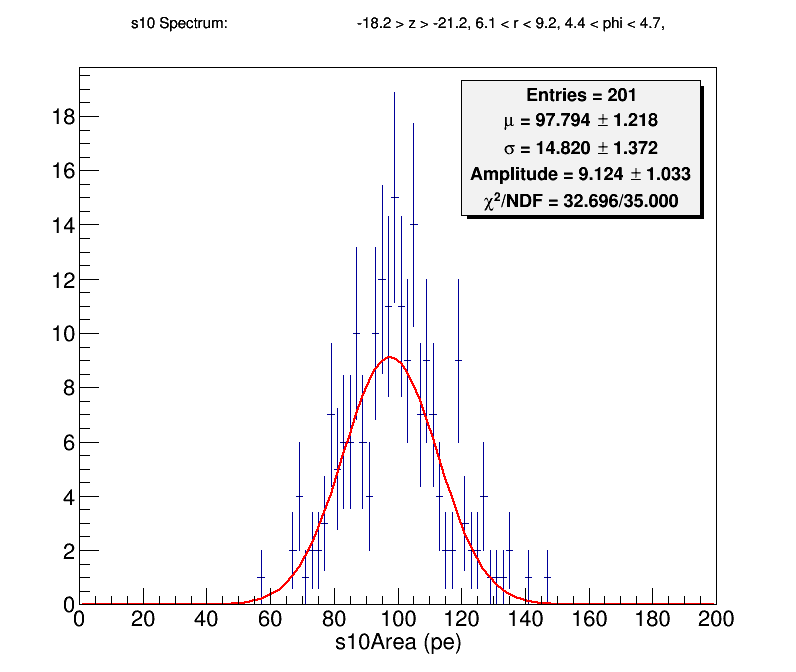 s10 Spectrum: -18.2 > z > -21.2, 6.1 < r < 9.2, 4.4 < phi < 4.7,
Entries = 201
μ = 97.794 ± 1.218
σ = 14.820 ± 1.372
Amplitude = 9.124 ± 1.033
χ²/NDF = 32.696/35.000
18
16
14
12
10
8
6
4
2
0
0 20 40 60 80 100 120 140 160 180 200
s10Area (pe)